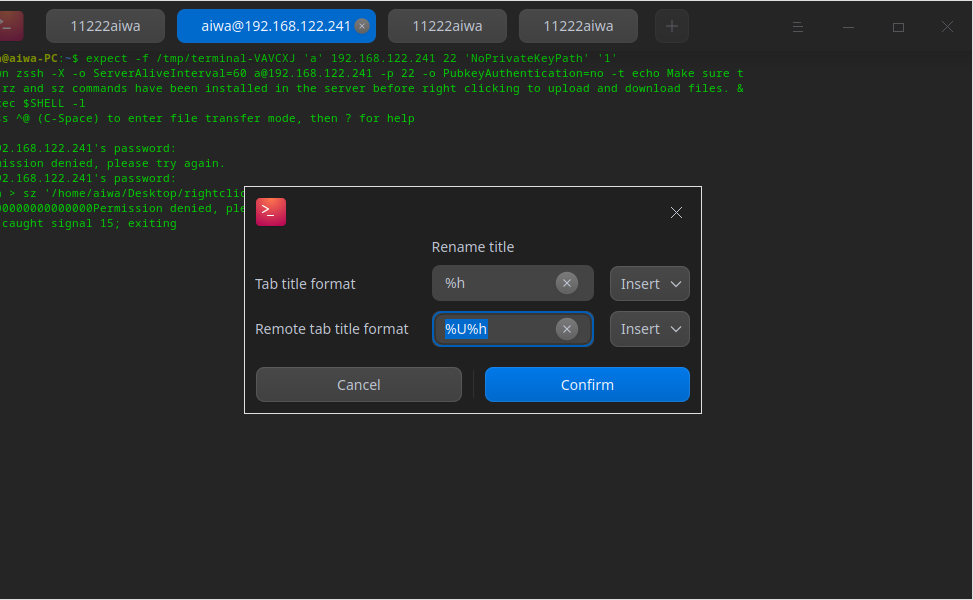 11222aiwa
aiwa@192.168.122.241
11222aiwa
11222aiwa
@aiwa-PC:~$ expect -f /tmp/terminal-VAVCXJ 'a' 192.168.122.241 22 'NoPrivateKeyPath' '1'
wn zssh -X -o ServerAliveInterval=60 a@192.168.122.241 -p 22 -o PubkeyAuthentication=no -t echo Make sure t
rz and sz commands have been installed in the server before right clicking to upload and download files. &
ec $SHELL -l
ss ^@ (C-Space) to enter file transfer mode, then ? for help
92.168.122.241's password:
ission denied, please try again.
92.168.122.241's password:
> sz '/home/aiwa/Desktop/rightclic
00000000000000Permission denied, ple
caught signal 15; exiting
>_
Rename title
Tab title format
%h
Insert
Remote tab title format
%U%h
Insert
Cancel
Confirm